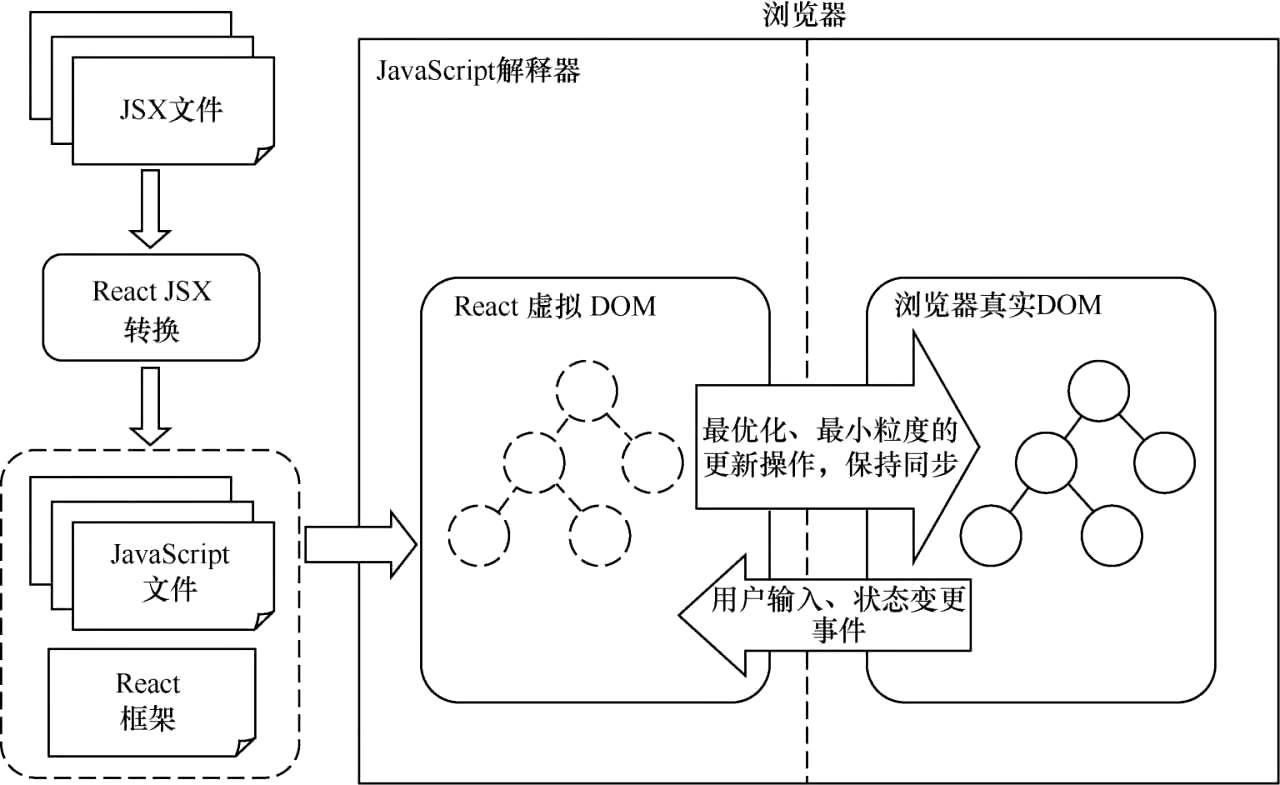 浏览器
JavaScript解释器
JSX文件
React JSX
转换
JavaScript
文件
React
框架
React 虚拟 DOM
浏览器真实DOM
最优化、最小粒度的
更新操作，保持同步
用户输入、状态变更
事件